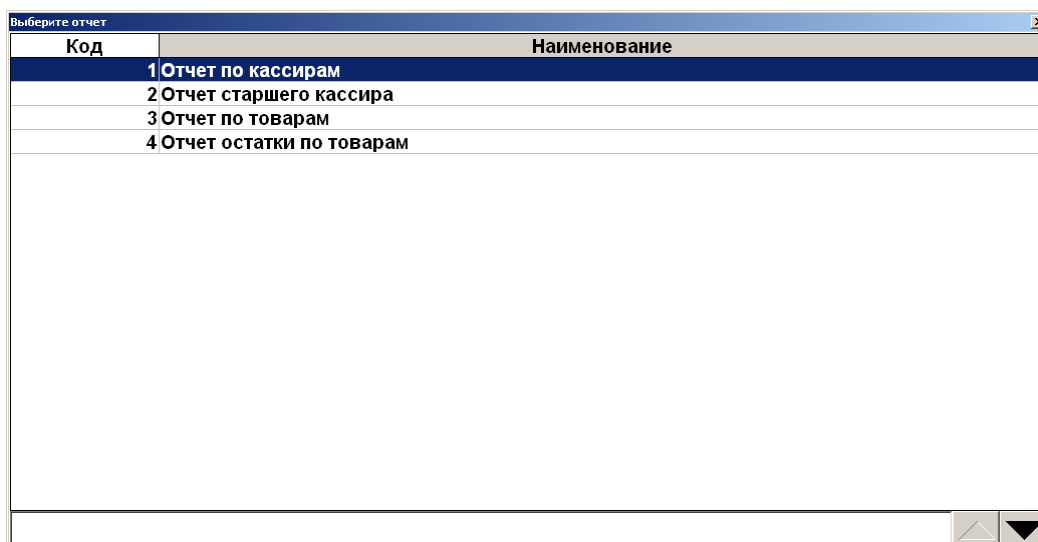 Выберите отчет
Код Наименование
1 Отчет по кассирам
2 Отчет старшего кассира
3 Отчет по товарам
4 Отчет остатки по товарам